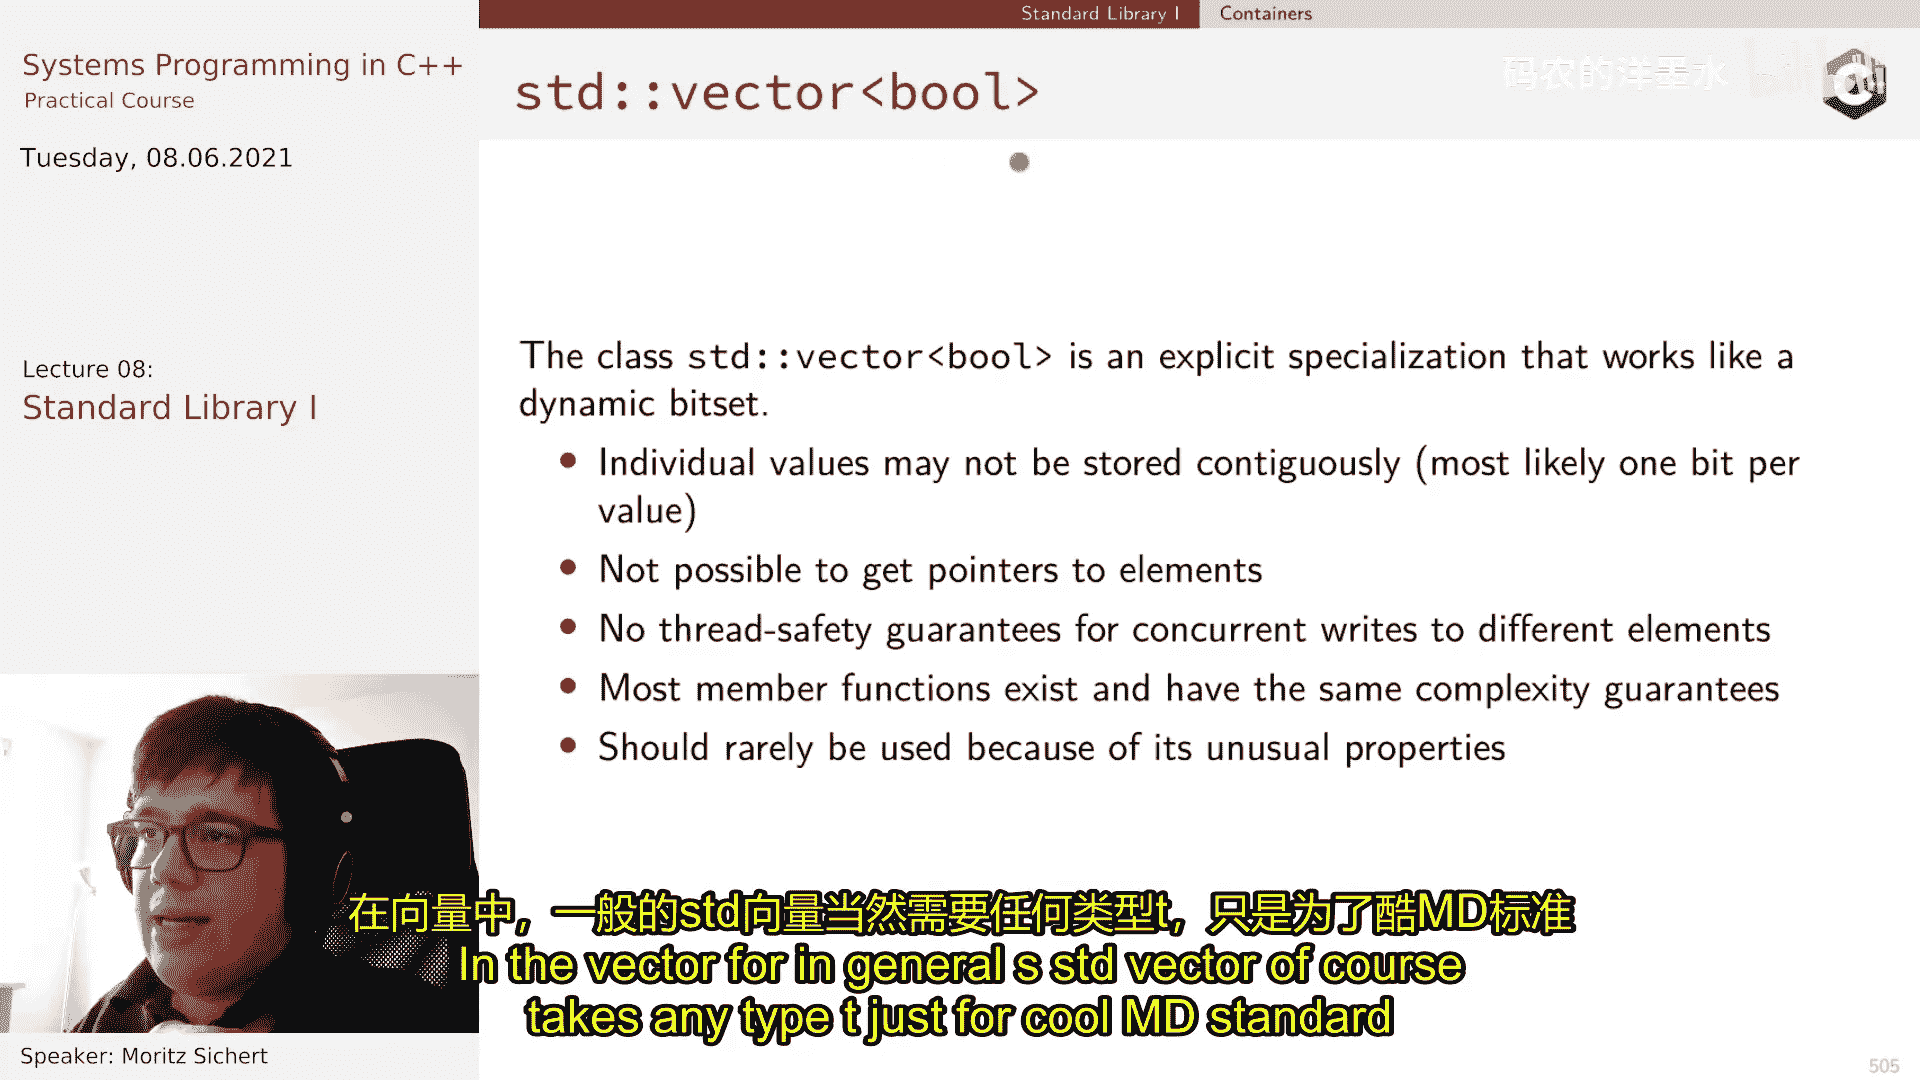 Standard Library I
Containers
Systems Programming in C++
Practical Course
Tuesday, 08.06.2021
std::vector<bool>
码农的洋墨水
Lecture 08:
Standard Library I
The class std::vector<bool> is an explicit specialization that works like a
dynamic bitset.
• Individual values may not be stored contiguously (most likely one bit per
value)
• Not possible to get pointers to elements
• No thread-safety guarantees for concurrent writes to different elements
• Most member functions exist and have the same complexity guarantees
• Should rarely be used because of its unusual properties
在向量中，一般的std向量当然需要任何类型t，只是为了酷MD标准
In the vector for in general s std vector of course
takes any type t just for cool MD standard
Speaker: Moritz Sichert
505